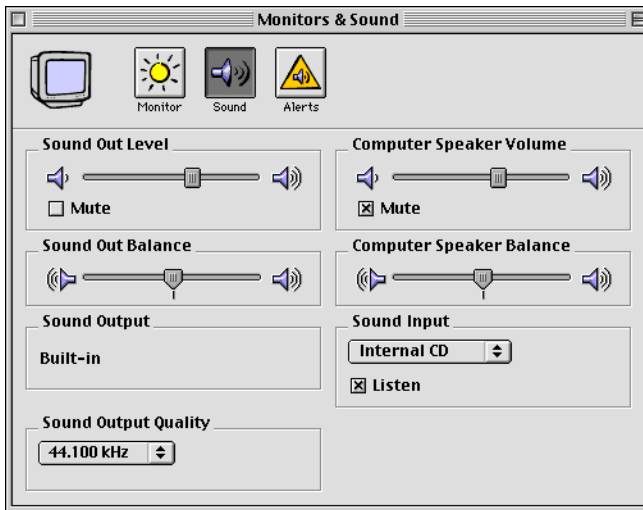 Monitors & Sound
Monitor
Sound
Alerts
Sound Out Level
Mute
Computer Speaker Volume
Mute
Sound Out Balance
Computer Speaker Balance
Sound Output
Built-in
Sound Input
Internal CD
Listen
Sound Output Quality
44.100 kHz